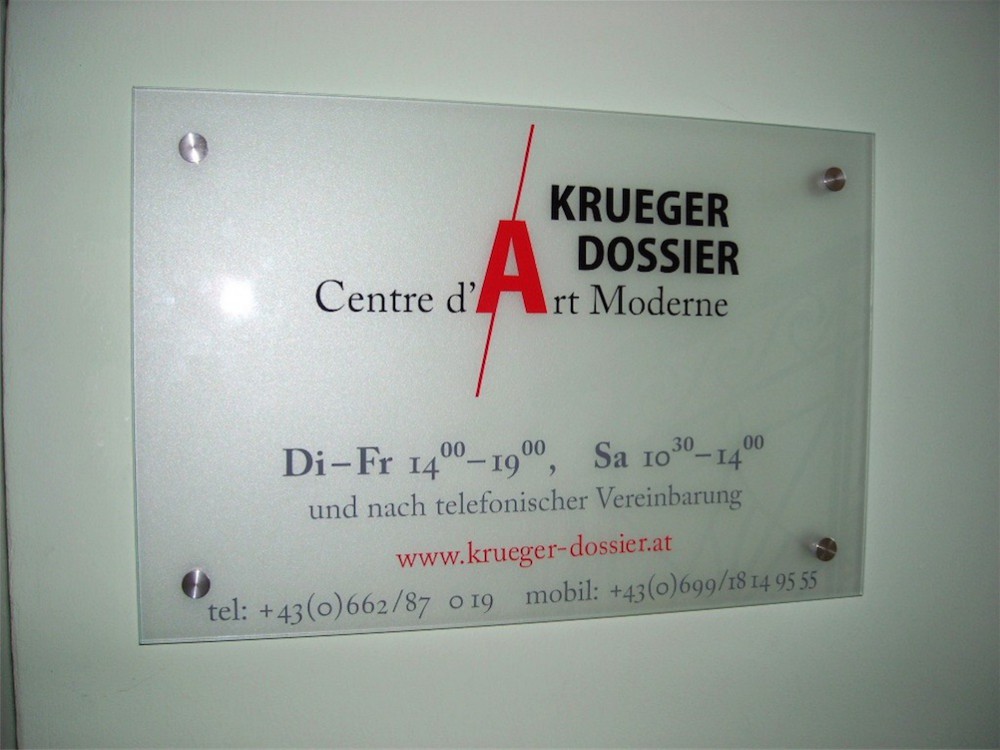 KRUEGER
DOSSIER
Centre d'Art Moderne
Di–Fr 14⁰⁰–19⁰⁰, Sa 10³⁰–14⁰⁰
und nach telefonischer Vereinbarung
www.krueger-dossier.at
tel: +43(0)662/87 0 19 mobil: +43(0)699/18 14 95 55